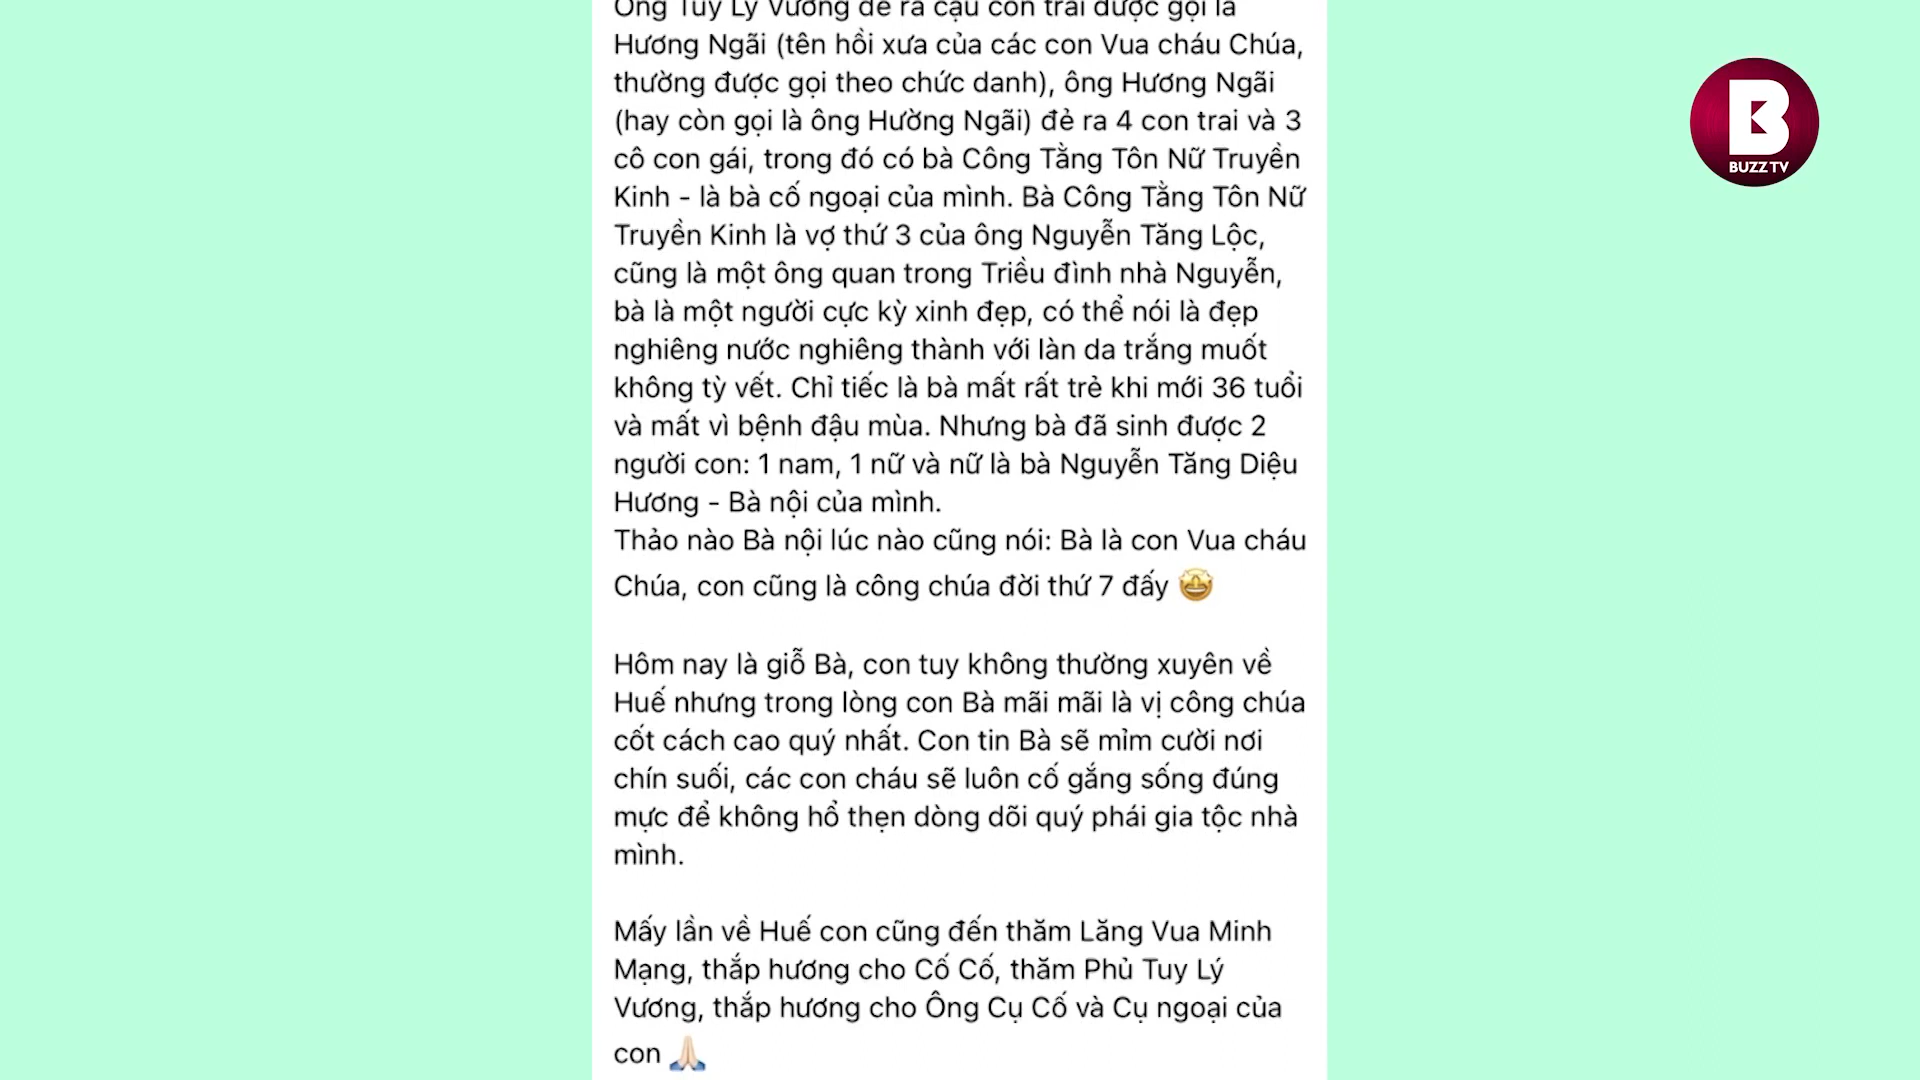 Ông Tuy Lý Vương đẻ ra cậu con trai được gọi là
Hương Ngãi (tên hồi xưa của các con Vua cháu Chúa,
thường được gọi theo chức danh), ông Hương Ngãi
(hay còn gọi là ông Hường Ngãi) đẻ ra 4 con trai và 3
cô con gái, trong đó có bà Công Tằng Tôn Nữ Truyền
Kinh - là bà cố ngoại của mình. Bà Công Tằng Tôn Nữ
Truyền Kinh là vợ thứ 3 của ông Nguyễn Tăng Lộc,
cũng là một ông quan trong Triều đình nhà Nguyễn,
bà là một người cực kỳ xinh đẹp, có thể nói là đẹp
nghiêng nước nghiêng thành với làn da trắng muốt
không tỳ vết. Chỉ tiếc là bà mất rất trẻ khi mới 36 tuổi
và mất vì bệnh đậu mùa. Nhưng bà đã sinh được 2
người con: 1 nam, 1 nữ và nữ là bà Nguyễn Tăng Diệu
Hương - Bà nội của mình.
Thảo nào Bà nội lúc nào cũng nói: Bà là con Vua cháu
Chúa, con cũng là công chúa đời thứ 7 đấy 🤩
Hôm nay là giỗ Bà, con tuy không thường xuyên về
Huế nhưng trong lòng con Bà mãi mãi là vị công chúa
cốt cách cao quý nhất. Con tin Bà sẽ mỉm cười nơi
chín suối, các con cháu sẽ luôn cố gắng sống đúng
mực để không hổ thẹn dòng dõi quý phái gia tộc nhà
mình.
Mấy lần về Huế con cũng đến thăm Lăng Vua Minh
Mạng, thắp hương cho Cố Cố, thăm Phủ Tuy Lý
Vương, thắp hương cho Ông Cụ Cố và Cụ ngoại của
con 🙏🏻
BUZZ TV